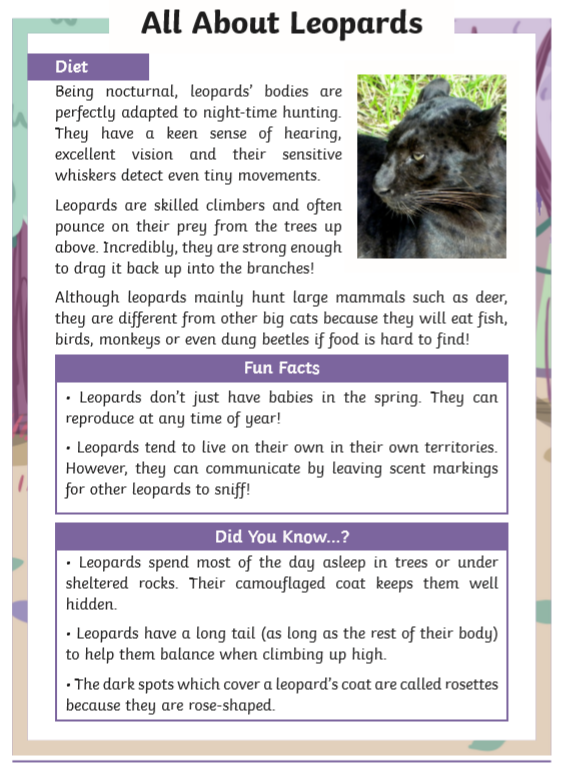 All About Leopards
Diet
Being nocturnal, leopards' bodies are
perfectly adapted to night-time hunting.
They have a keen sense of hearing,
excellent vision and their sensitive
whiskers detect even tiny movements.
Leopards are skilled climbers and often
pounce on their prey from the trees up
above. Incredibly, they are strong enough
to drag it back up into the branches!
Although leopards mainly hunt large mammals such as deer,
they are different from other big cats because they will eat fish,
birds, monkeys or even dung beetles if food is hard to find!
Fun Facts
• Leopards don't just have babies in the spring. They can
reproduce at any time of year!
• Leopards tend to live on their own in their own territories.
However, they can communicate by leaving scent markings
for other leopards to sniff!
Did You Know...?
• Leopards spend most of the day asleep in trees or under
sheltered rocks. Their camouflaged coat keeps them well
hidden.
• Leopards have a long tail (as long as the rest of their body)
to help them balance when climbing up high.
• The dark spots which cover a leopard's coat are called rosettes
because they are rose-shaped.